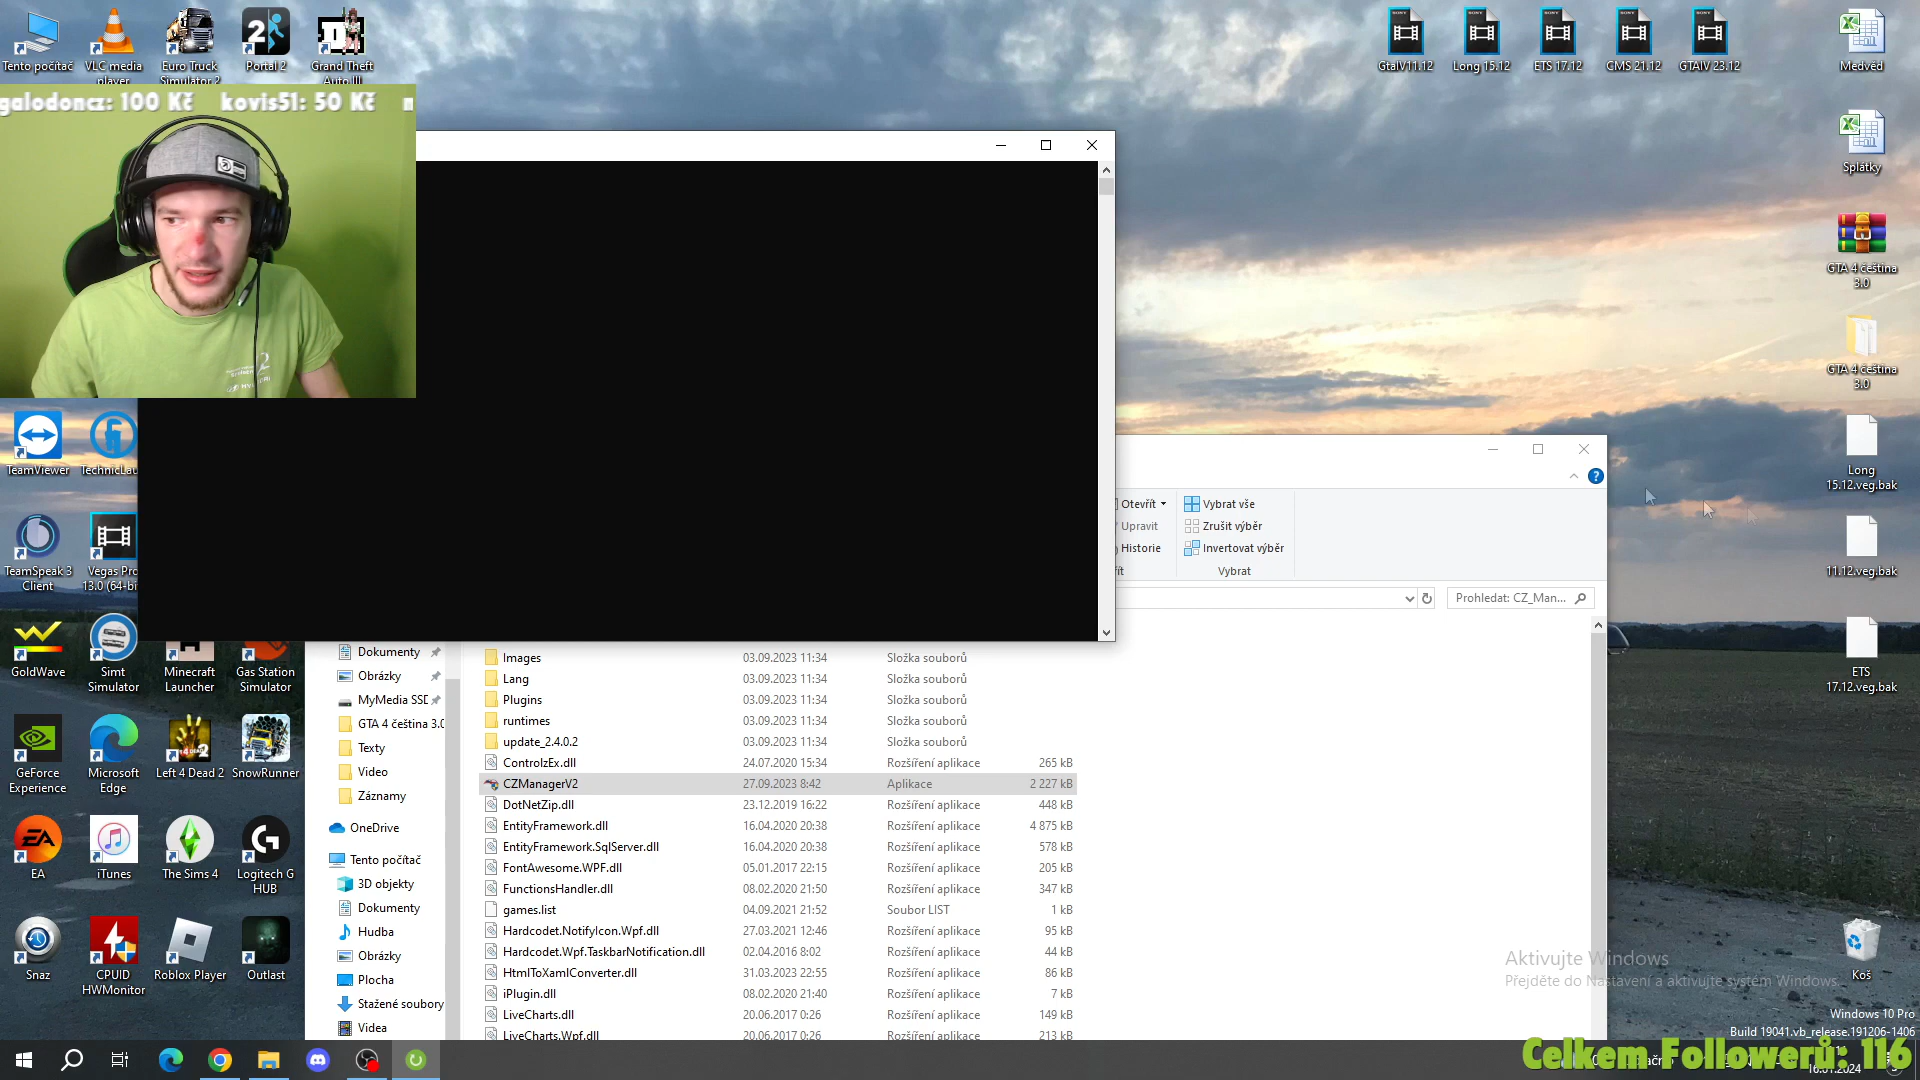 Tento počítač
VLC media player
Euro Truck Simulator 2
Portal 2
Grand Theft Auto III
GtaIV11.12
Long 15.12
ETS 17.12
CMS 21.12
GTAIV 23.12
Medvěd
Splátky
GTA 4 čeština 3.0
GTA 4 čeština 3.0
Long 15.12.veg.bak
11.12.veg.bak
ETS 17.12.veg.bak
Koš
galodoncz: 100 Kč kovis51: 50 Kč
TeamViewer
TeamSpeak 3 Client
Vegas Pro 13.0 (64-bit
GoldWave
Simt Simulator
Minecraft Launcher
Gas Station Simulator
GeForce Experience
Microsoft Edge
Left 4 Dead 2
SnowRunner
EA
iTunes
The Sims 4
Logitech G HUB
Snaz
CPUID HWMonitor
Roblox Player
Outlast
Otevřít
Upravit
Historie
Vybrat vše
Zrušit výběr
Invertovat výběr
Vybrat
Prohledat: CZ_Man...
Dokumenty
Obrázky
MyMedia SSD
GTA 4 čeština 3.0
Texty
Video
Záznamy
OneDrive
Tento počítač
3D objekty
Dokumenty
Hudba
Obrázky
Plocha
Stažené soubory
Videa
Images 03.09.2023 11:34 Složka souborů
Lang 03.09.2023 11:34 Složka souborů
Plugins 03.09.2023 11:34 Složka souborů
runtimes 03.09.2023 11:34 Složka souborů
update_2.4.0.2 03.09.2023 11:34 Složka souborů
ControlzEx.dll 24.07.2020 15:34 Rozšíření aplikace 265 kB
CZManagerV2 27.09.2023 8:42 Aplikace 2 227 kB
DotNetZip.dll 23.12.2019 16:22 Rozšíření aplikace 448 kB
EntityFramework.dll 16.04.2020 20:38 Rozšíření aplikace 4 875 kB
EntityFramework.SqlServer.dll 16.04.2020 20:38 Rozšíření aplikace 578 kB
FontAwesome.WPF.dll 05.01.2017 22:15 Rozšíření aplikace 205 kB
FunctionsHandler.dll 08.02.2020 21:50 Rozšíření aplikace 347 kB
games.list 04.09.2021 21:52 Soubor LIST 1 kB
Hardcodet.NotifyIcon.Wpf.dll 27.03.2021 12:46 Rozšíření aplikace 95 kB
Hardcodet.Wpf.TaskbarNotification.dll 02.04.2016 8:02 Rozšíření aplikace 44 kB
HtmlToXamlConverter.dll 31.03.2023 22:55 Rozšíření aplikace 86 kB
iPlugin.dll 08.02.2020 21:40 Rozšíření aplikace 7 kB
LiveCharts.dll 20.06.2017 0:26 Rozšíření aplikace 149 kB
LiveCharts.Wpf.dll 20.06.2017 0:26 Rozšíření aplikace 213 kB
Aktivujte Windows
Přejděte do Nastavení a aktivujte systém Windows.
Windows 10 Pro
Build 19041.vb_release.191206-1406
Celkem Followerů: 116
16.01.2024